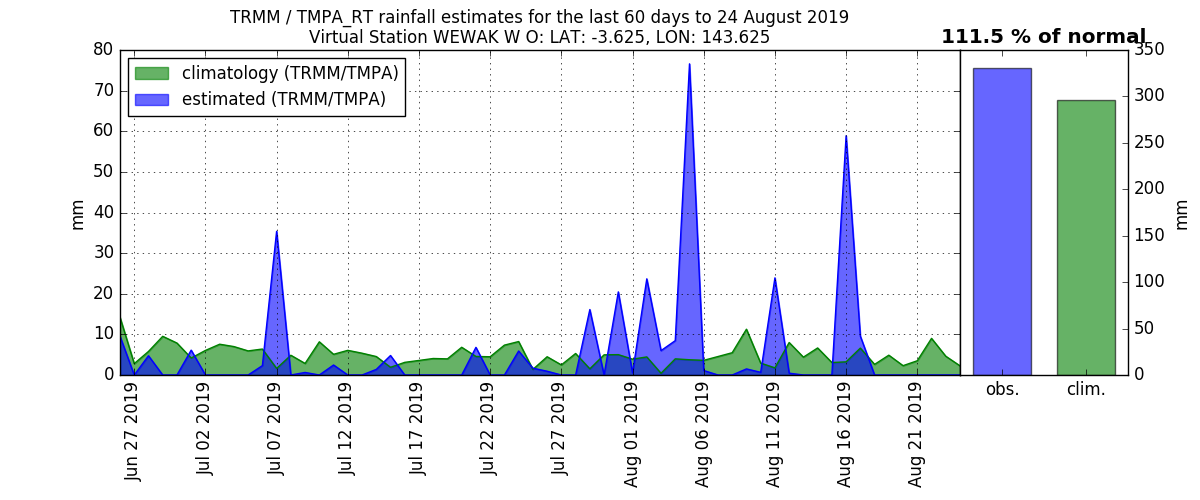 TRMM / TMPA_RT rainfall estimates for the last 60 days to 24 August 2019
Virtual Station WEWAK W O: LAT: -3.625, LON: 143.625
111.5 % of normal
climatology (TRMM/TMPA)
estimated (TRMM/TMPA)
80
70
60
50
40
30
20
10
0
mm
350
300
250
200
150
100
50
0
mm
Jun 27 2019
Jul 02 2019
Jul 07 2019
Jul 12 2019
Jul 17 2019
Jul 22 2019
Jul 27 2019
Aug 01 2019
Aug 06 2019
Aug 11 2019
Aug 16 2019
Aug 21 2019
obs.
clim.